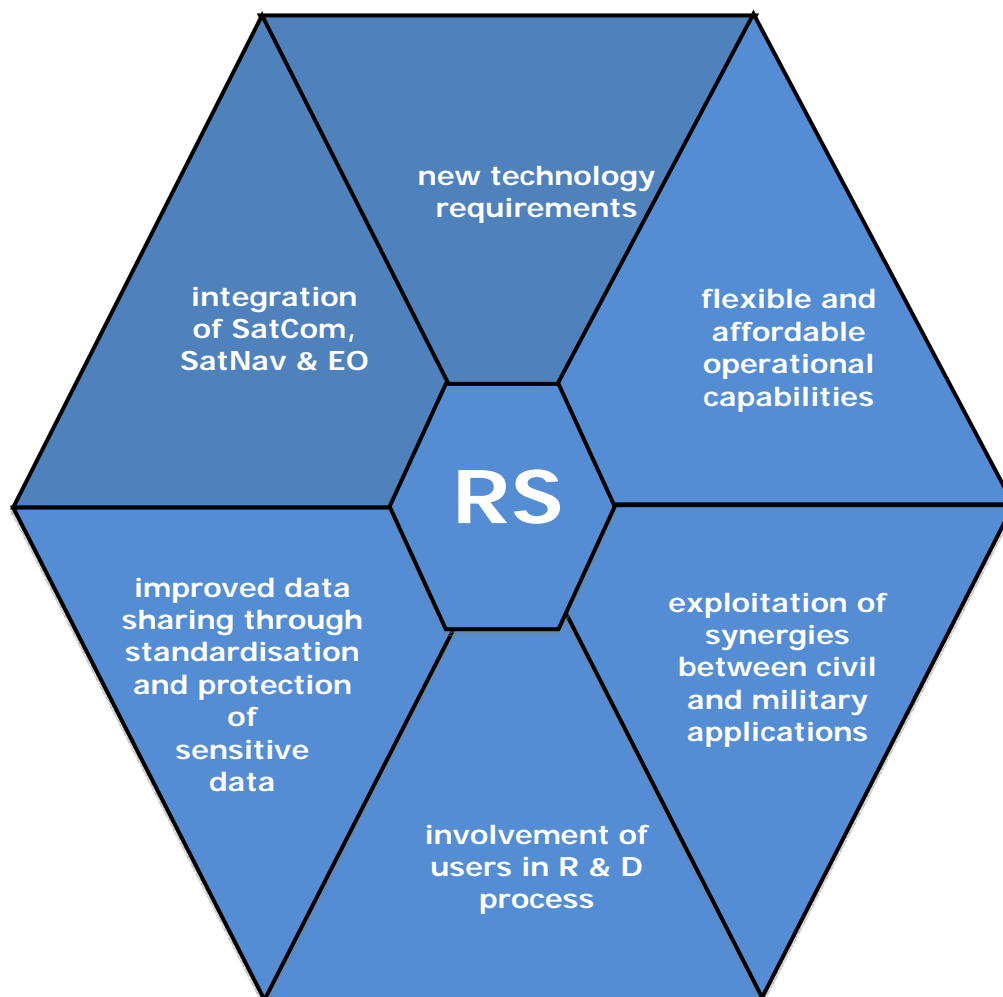 new technology
requirements
integration
of SatCom,
SatNav & EO
flexible and
affordable
operational
capabilities
RS
improved data
sharing through
standardisation
and protection
of
sensitive
data
exploitation of
synergies
between civil
and military
applications
involvement of
users in R & D
process